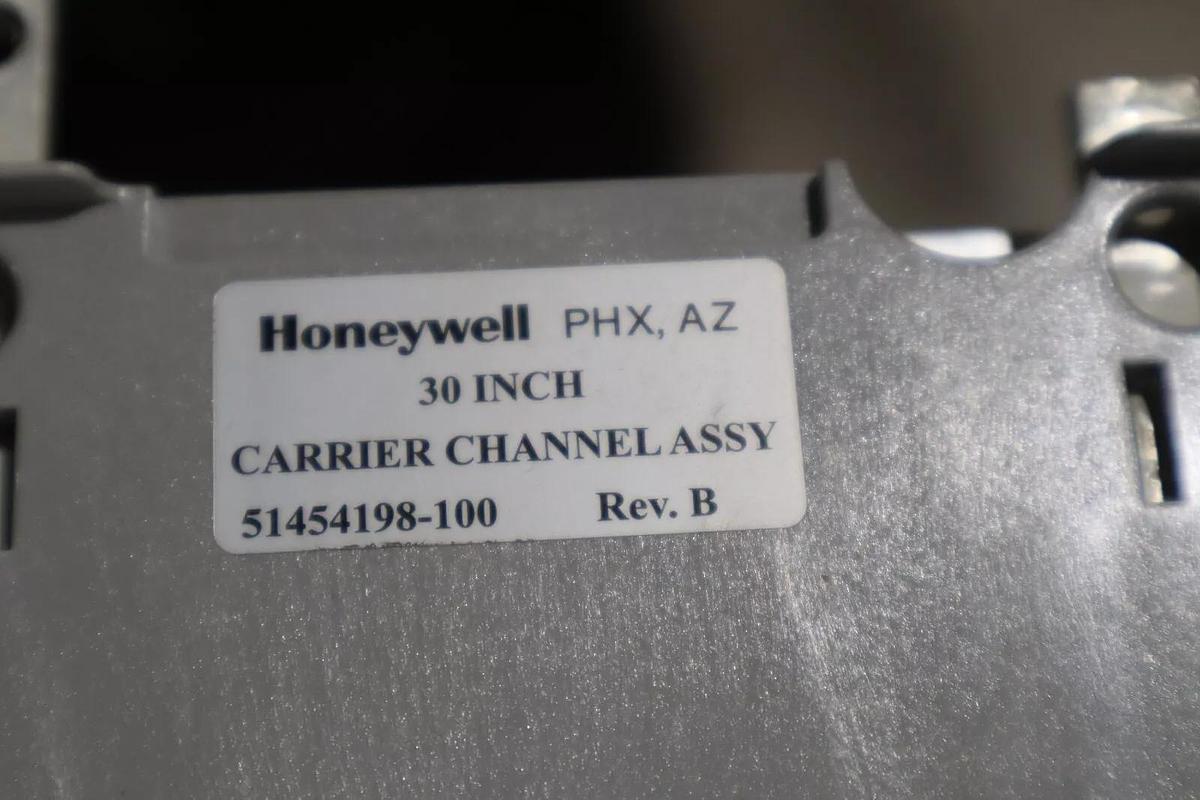 Honeywell PHX, AZ
30 INCH
CARRIER CHANNEL ASSY
51454198-100 Rev. B